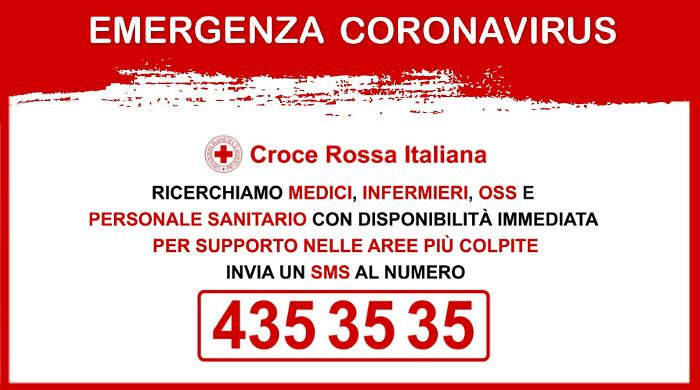 EMERGENZA CORONAVIRUS
Croce Rossa Italiana
RICERCHIAMO MEDICI, INFERMIERI, OSS E
PERSONALE SANITARIO CON DISPONIBILITÀ IMMEDIATA
PER SUPPORTO NELLE AREE PIÙ COLPITE
INVIA UN SMS AL NUMERO
435 35 35